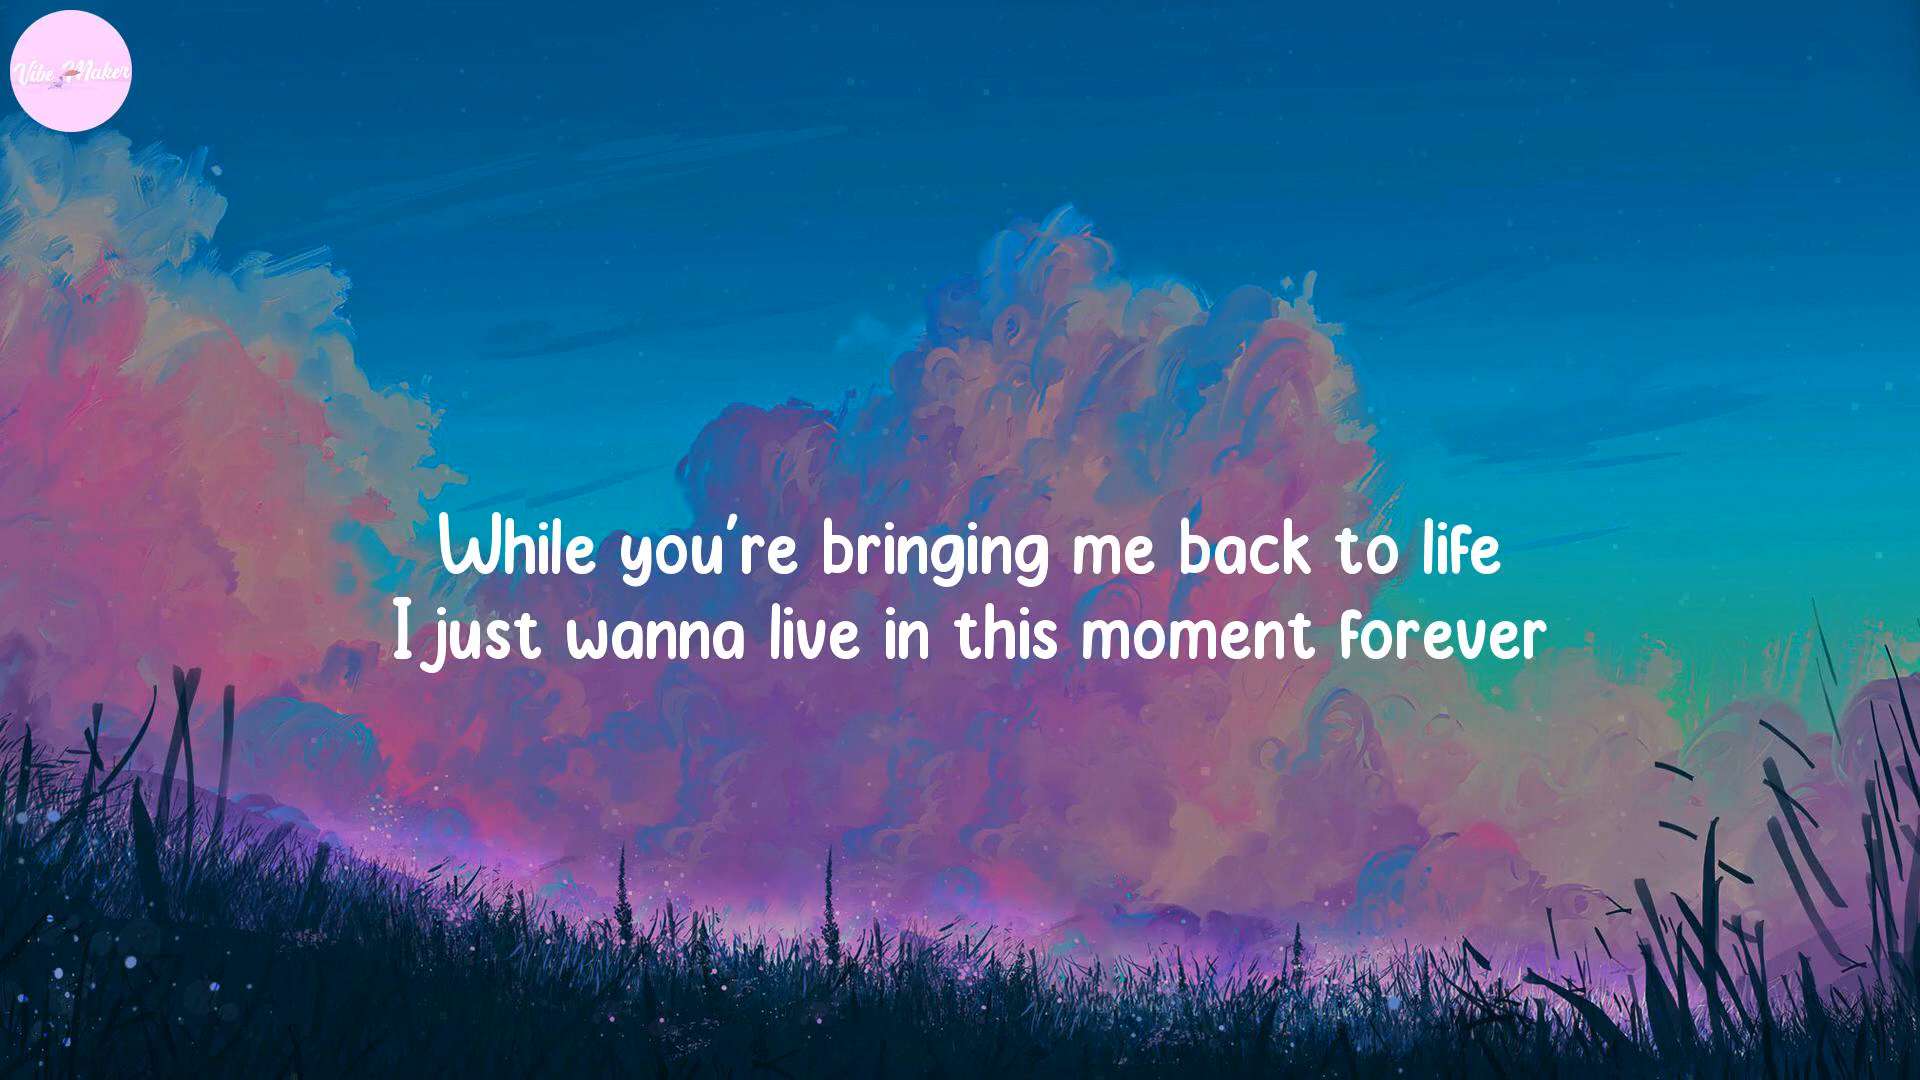 Vibe Maker
While you're bringing me back to life
I just wanna live in this moment forever